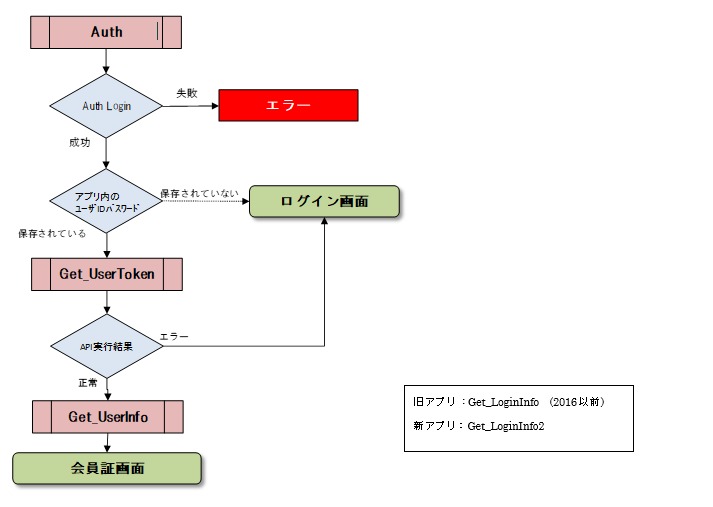 Auth
Auth Login
失敗
エラー
成功
アプリ内の
ユーザIDパスワード
保存されていない
ログイン画面
保存されている
Get_UserToken
API実行結果
エラー
正常
Get_UserInfo
会員証画面
旧アプリ：Get_LoginInfo （2016以前）
新アプリ：Get_LoginInfo2